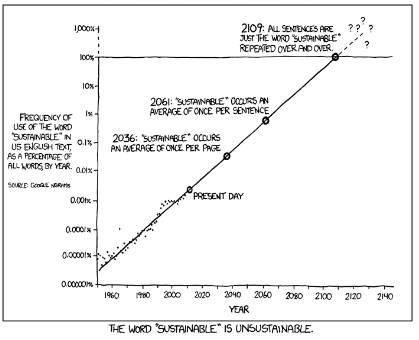 1,000%
2109: ALL SENTENCES ARE
JUST THE WORD "SUSTAINABLE"
REPEATED OVER AND OVER.
? ? ? ? ?
100%
10%
2061: "SUSTAINABLE" OCCURS AN
AVERAGE OF ONCE PER SENTENCE
1%
FREQUENCY OF
USE OF THE WORD
"SUSTAINABLE" IN
US ENGLISH TEXT,
AS A PERCENTAGE OF
ALL WORDS, BY YEAR.
SOURCE: GOOGLE NGRAMS
2036: "SUSTAINABLE" OCCURS
AN AVERAGE OF ONCE PER PAGE
0.1%
0.01%
PRESENT DAY
0.001%
0.0001%
0.00001%
0.000001%
1960 1980 2000 2020 2040 2060 2080 2100 2120 2140
YEAR
THE WORD "SUSTAINABLE" IS UNSUSTAINABLE.